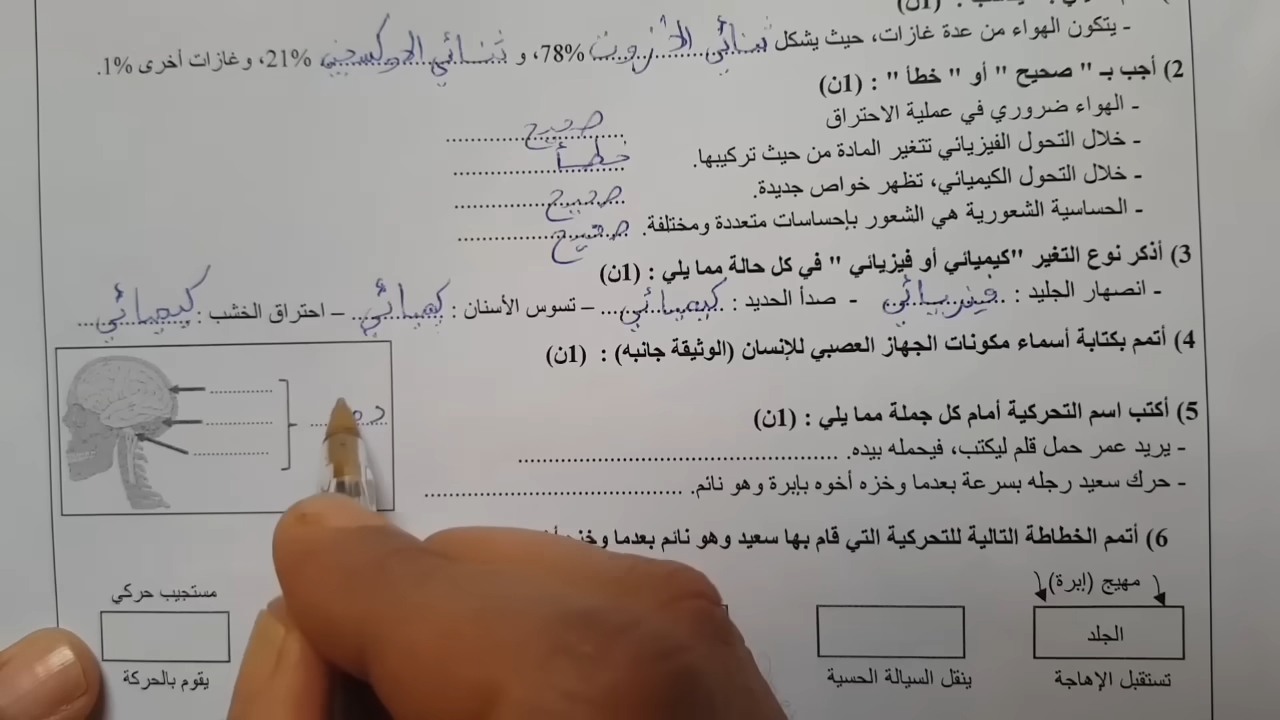 (1ن)
- يتكون الهواء من عدة غازات، حيث يشكل ثنائي الأزوت 78%، و ثنائي الأوكسجين 21%، وغازات أخرى 1%.
2) أجب بـ " صحيح " أو " خطأ " : (1ن)
- الهواء ضروري في عملية الاحتراق صحيح
- خلال التحول الفيزيائي تتغير المادة من حيث تركيبها. خطأ
- خلال التحول الكيميائي، تظهر خواص جديدة. صحيح
- الحساسية الشعورية هي الشعور بإحساسات متعددة ومختلفة. صحيح
3) أذكر نوع التغير "كيميائي أو فيزيائي " في كل حالة مما يلي : (1ن)
- انصهار الجليد : فيزيائي - صدأ الحديد : كيميائي – تسوس الأسنان : كيميائي – احتراق الخشب : كيميائي
4) أتمم بكتابة أسماء مكونات الجهاز العصبي للإنسان (الوثيقة جانبه) : (1ن)
5) أكتب اسم التحركية أمام كل جملة مما يلي : (1ن)
- يريد عمر حمل قلم ليكتب، فيحمله بيده. ........................
- حرك سعيد رجله بسرعة بعدما وخزه أخوه بإبرة وهو نائم. ........................
6) أتمم الخطاطة التالية للتحركية التي قام بها سعيد وهو نائم بعدما وخزه
مهيج (إبرة)
مستجيب حركي
الجلد
تستقبل الإهاجة
ينقل السيالة الحسية
يقوم بالحركة